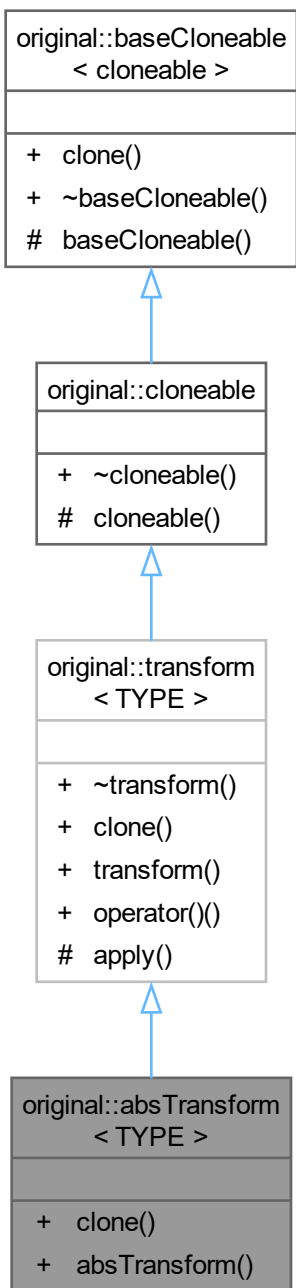 original::baseCloneable
< cloneable >
+ clone()
+ ~baseCloneable()
# baseCloneable()
original::cloneable
+ ~cloneable()
# cloneable()
original::transform
< TYPE >
+ ~transform()
+ clone()
+ transform()
+ operator()()
# apply()
original::absTransform
< TYPE >
+ clone()
+ absTransform()